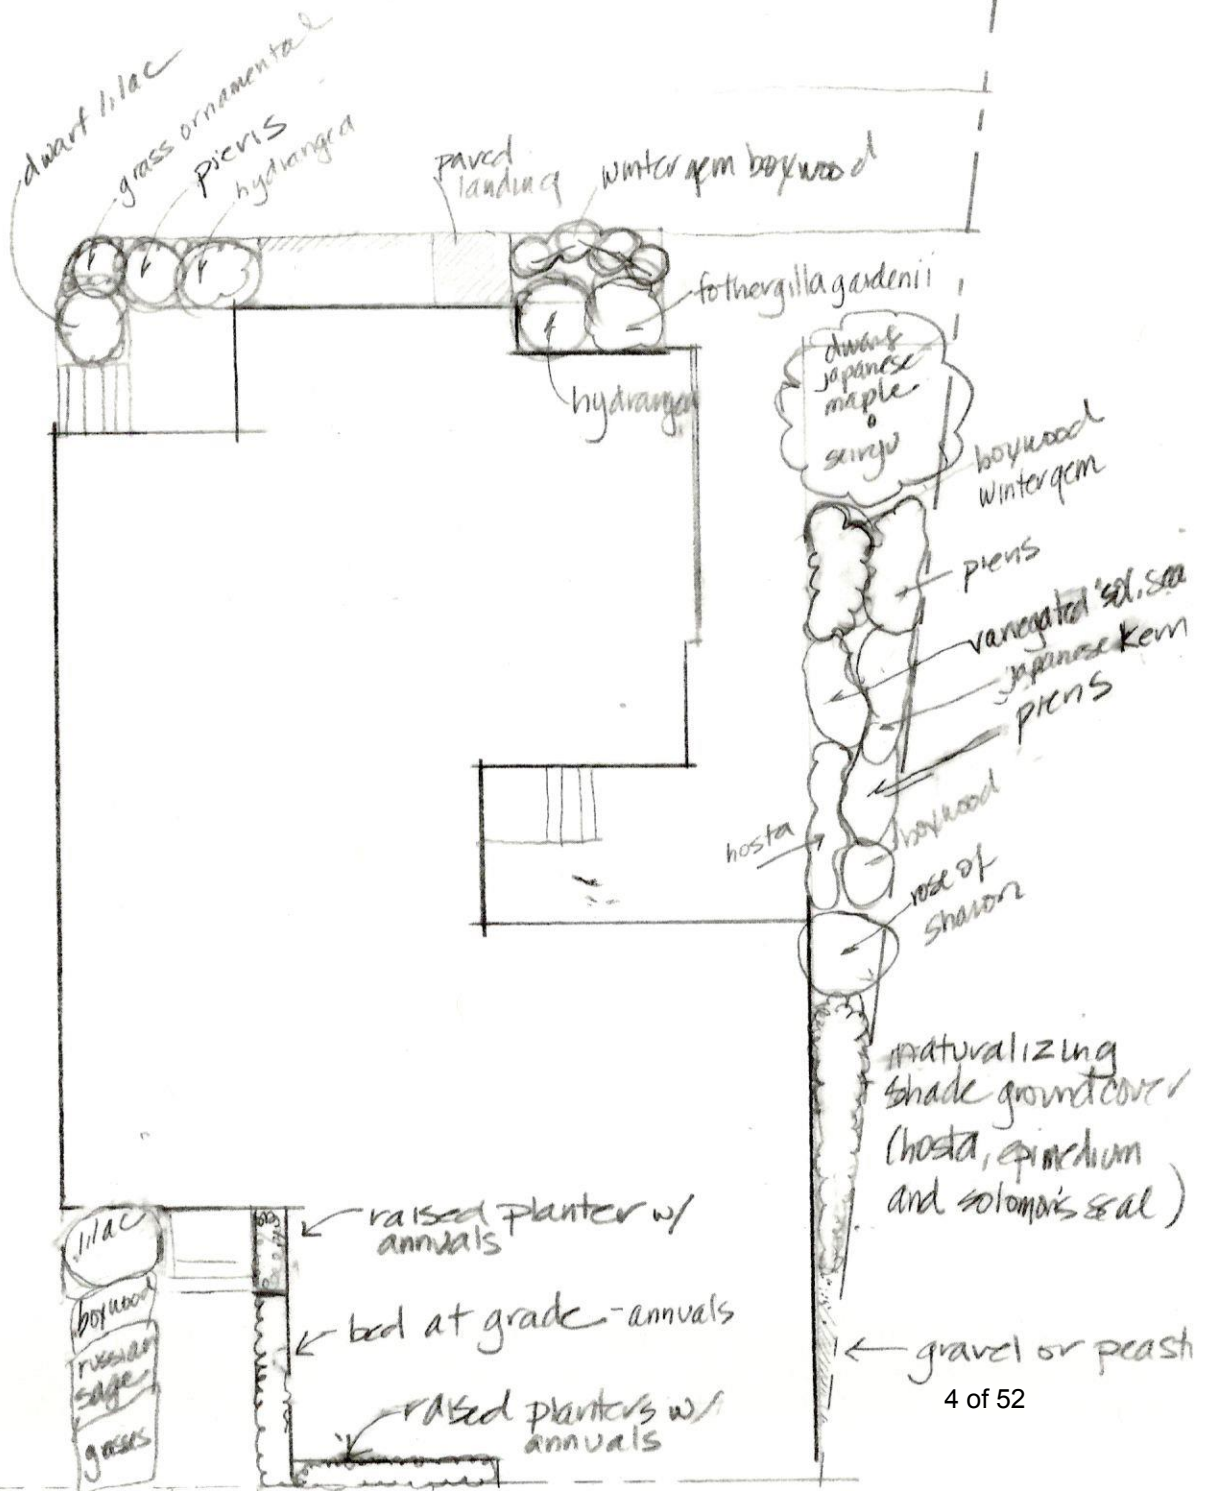 dwarf lilac
grass ornamental
pieris
hydrangea
paved
landing
wintergem boxwood
fothergilla gardenii
hydrangea
dwarf
japanese
maple
seiryu
boxwood
wintergem
pieris
variegated sol. sea
japanese Kerri
pieris
hosta
boxwood
rose of
sharon
naturalizing
shade groundcover
(hosta, epimedium
and solomon's seal)
lilac
boxwood
russian
sage
grasses
raised planter w/
annuals
bed at grade - annuals
raised planters w/
annuals
gravel or peast
4 of 52